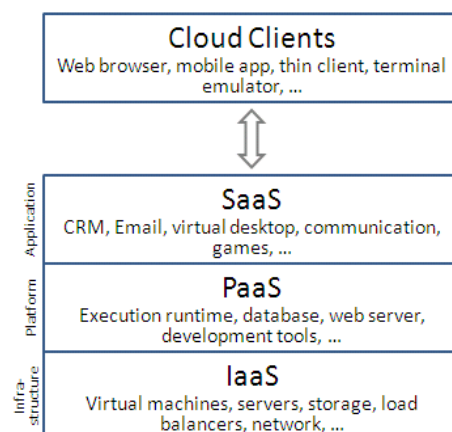 Cloud Clients
Web browser, mobile app, thin client, terminal
emulator, ...
Application
SaaS
CRM, Email, virtual desktop, communication,
games, ...
Platform
PaaS
Execution runtime, database, web server,
development tools, ...
Infra-
structure
IaaS
Virtual machines, servers, storage, load
balancers, network, ...